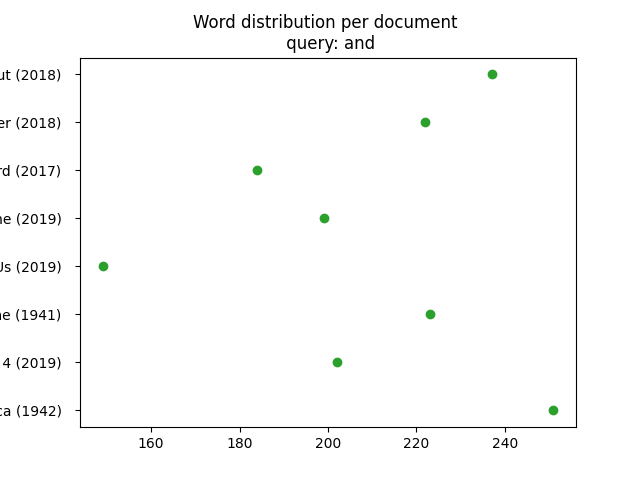 Word distribution per document
query: and
ut (2018)
er (2018)
rd (2017)
ne (2019)
Us (2019)
ne (1941)
4 (2019)
ca (1942)
160 180 200 220 240